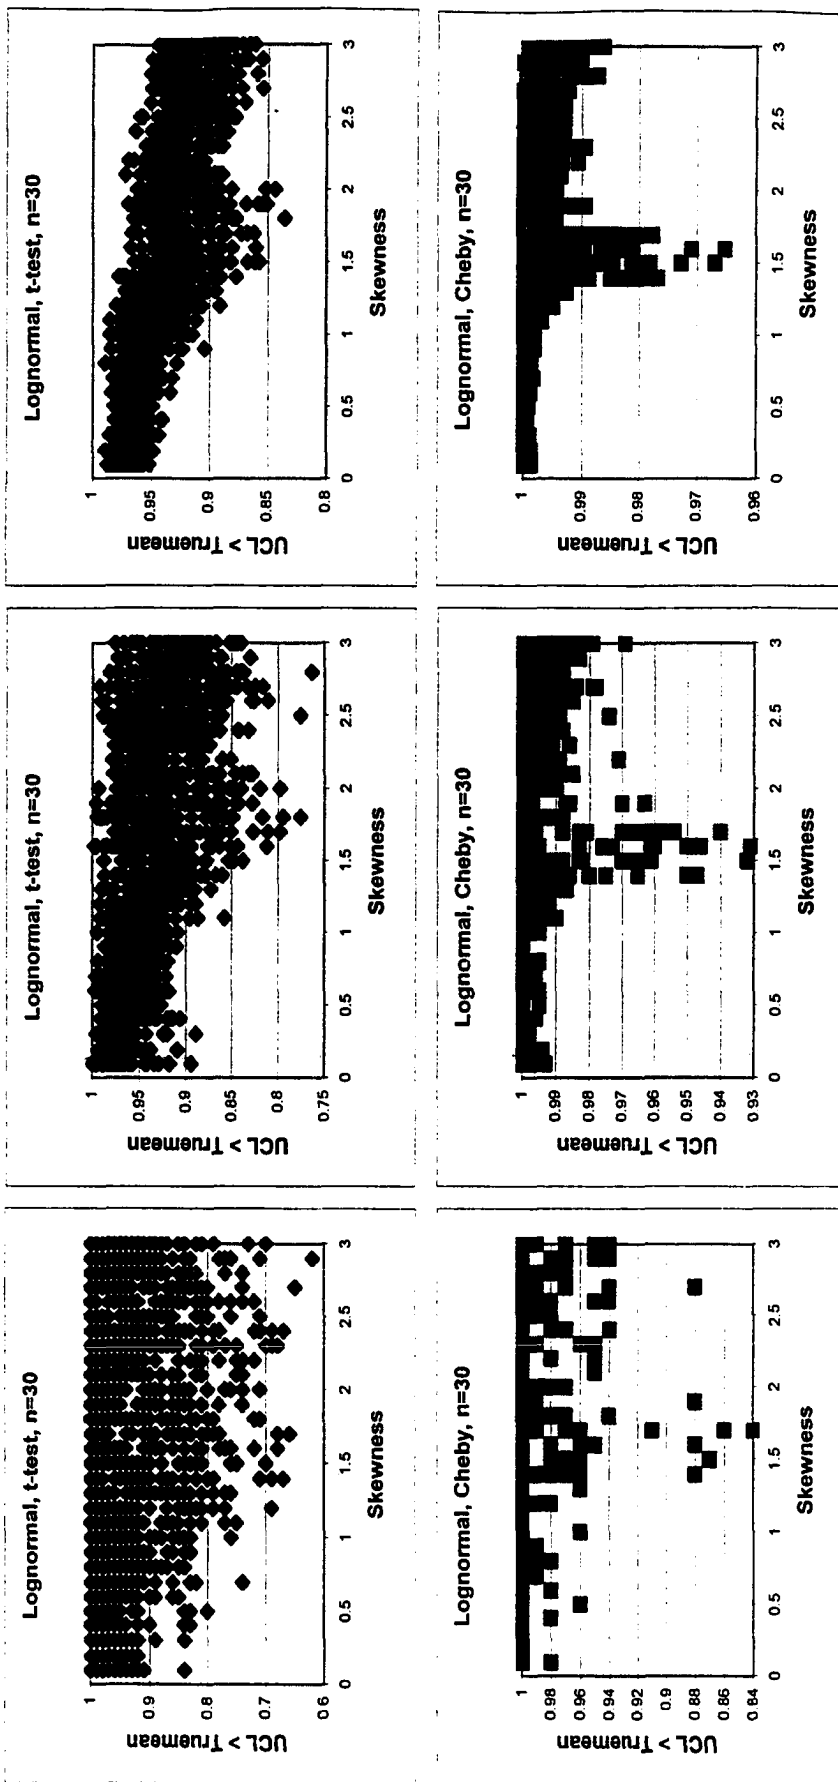 Lognormal, t-test, n=30
UCL > Truemean
1
0.9
0.8
0.7
0.6
0 0.5 1 1.5 2 2.5 3
Skewness
Lognormal, t-test, n=30
UCL > Truemean
1
0.95
0.9
0.85
0.8
0.75
0 0.5 1 1.5 2 2.5 3
Skewness
Lognormal, t-test, n=30
UCL > Truemean
1
0.95
0.9
0.85
0.8
0 0.5 1 1.5 2 2.5 3
Skewness
Lognormal, Cheby, n=30
UCL > Truemean
1
0.98
0.96
0.94
0.92
0.9
0.88
0.86
0.84
0 0.5 1 1.5 2 2.5 3
Skewness
Lognormal, Cheby, n=30
UCL > Truemean
1
0.99
0.98
0.97
0.96
0.95
0.94
0.93
0 0.5 1 1.5 2 2.5 3
Skewness
Lognormal, Cheby, n=30
UCL > Truemean
1
0.99
0.98
0.97
0.96
0 0.5 1 1.5 2 2.5 3
Skewness